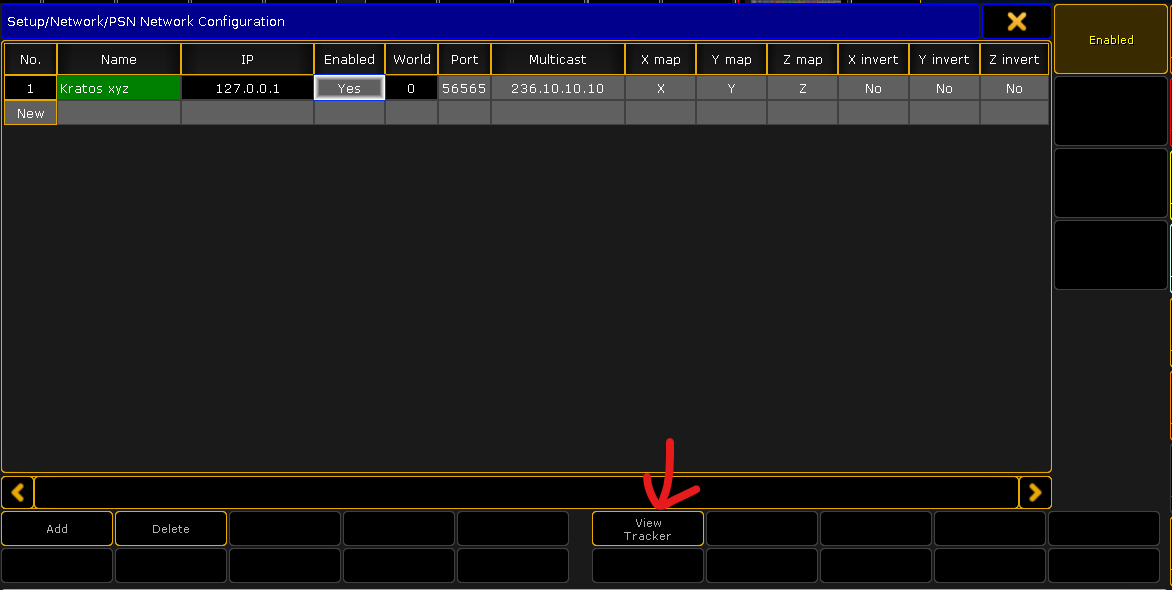 Setup/Network/PSN Network Configuration
Enabled
No. Name IP Enabled World Port Multicast X map Y map Z map X invert Y invert Z invert
1 Kratos xyz 127.0.0.1 Yes 0 56565 236.10.10.10 X Y Z No No No
New
Add Delete View
Tracker